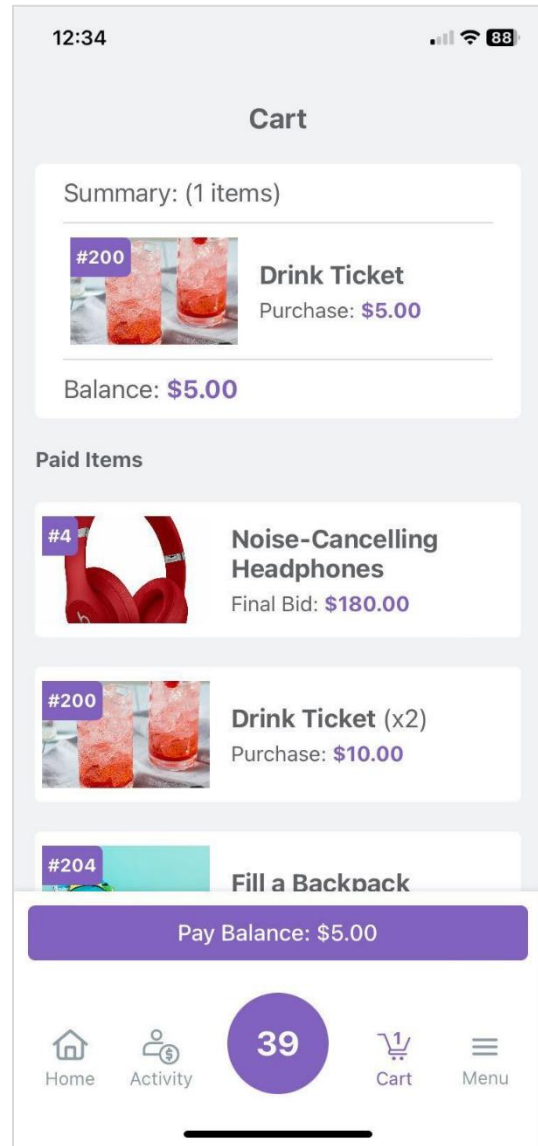 12:34
88
Cart
Summary: (1 items)
#200
Drink Ticket
Purchase: $5.00
Balance: $5.00
Paid Items
#4
Noise-Cancelling
Headphones
Final Bid: $180.00
#200
Drink Ticket (x2)
Purchase: $10.00
#204
Fill a Backpack
Pay Balance: $5.00
39
1
Home
Activity
Cart
Menu